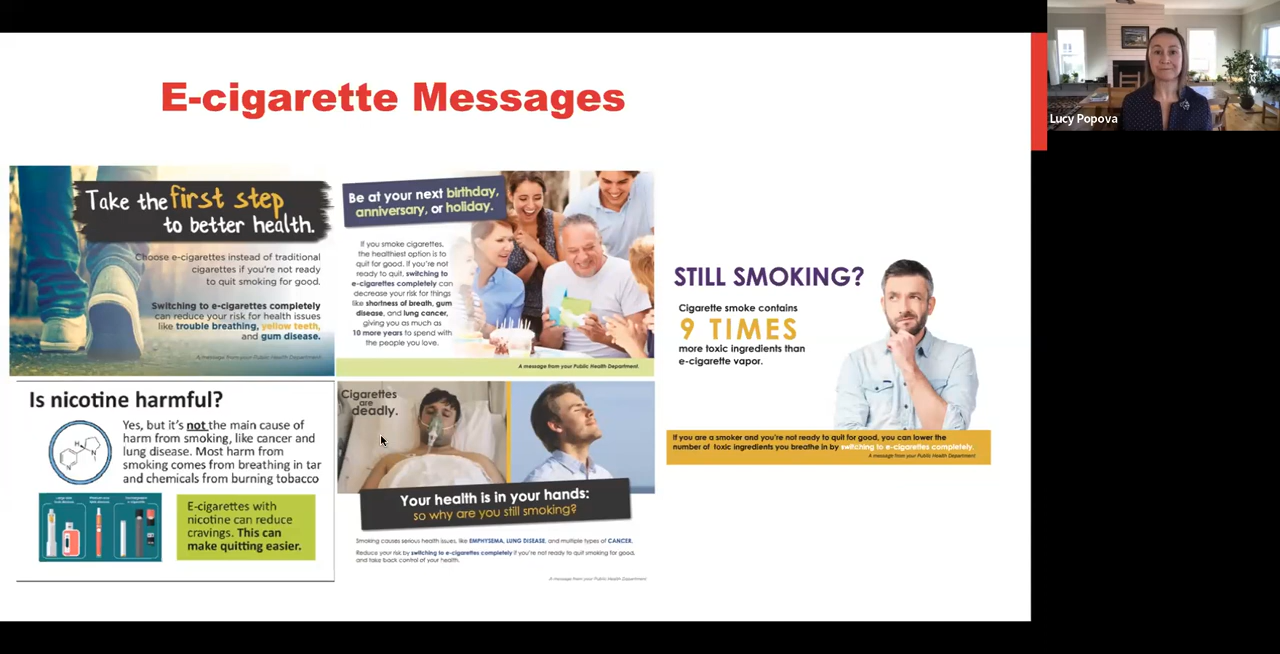 E-cigarette Messages
Lucy Popova
Take the first step
to better health.
Choose e-cigarettes instead of traditional
cigarettes if you're not ready
to quit smoking for good.
Switching to e-cigarettes completely
can reduce your risk for health issues
like trouble breathing, yellow teeth,
and gum disease.
A message from your Public Health Department.
Be at your next birthday,
anniversary, or holiday.
If you smoke cigarettes,
the healthiest option is to
quit for good. If you're not
ready to quit, switching to
e-cigarettes completely can
decrease your risk for things
like shortness of breath, gum
disease, and lung cancer,
giving you as much as
10 more years to spend with
the people you love.
A message from your Public Health Department.
STILL SMOKING?
Cigarette smoke contains
9 TIMES
more toxic ingredients than
e-cigarette vapor.
If you are a smoker and you're not ready to quit for good, you can lower the
number of toxic ingredients you breathe in by switching to e-cigarettes completely.
A message from your Public Health Department
Is nicotine harmful?
Yes, but it's not the main cause of
harm from smoking, like cancer and
lung disease. Most harm from
smoking comes from breathing in tar
and chemicals from burning tobacco
E-cigarettes with
nicotine can reduce
cravings. This can
make quitting easier.
Cigarettes
are
deadly.
Your health is in your hands:
so why are you still smoking?
Smoking causes serious health issues, like EMPHYSEMA, LUNG DISEASE, and multiple types of CANCER.
Reduce your risk by switching to e-cigarettes completely if you're not ready to quit smoking for good,
and take back control of your health.
A message from your Public Health Department